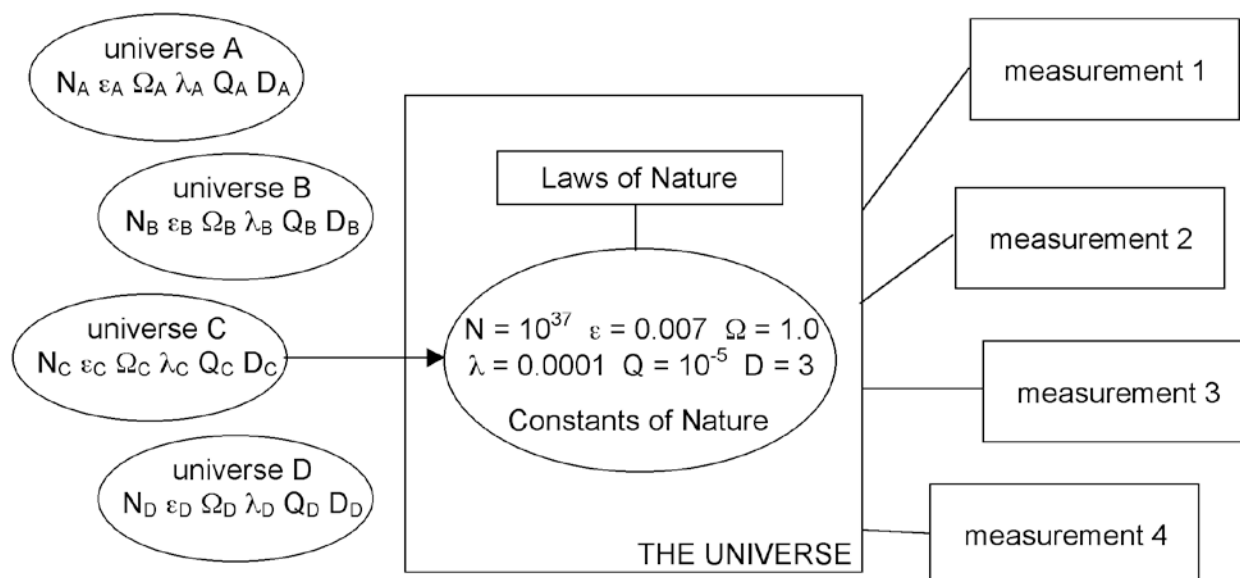 universe A
N_A ε_A Ω_A λ_A Q_A D_A
universe B
N_B ε_B Ω_B λ_B Q_B D_B
universe C
N_C ε_C Ω_C λ_C Q_C D_C
universe D
N_D ε_D Ω_D λ_D Q_D D_D
Laws of Nature
N = 10^37 ε = 0.007 Ω = 1.0
λ = 0.0001 Q = 10^-5 D = 3
Constants of Nature
THE UNIVERSE
measurement 1
measurement 2
measurement 3
measurement 4